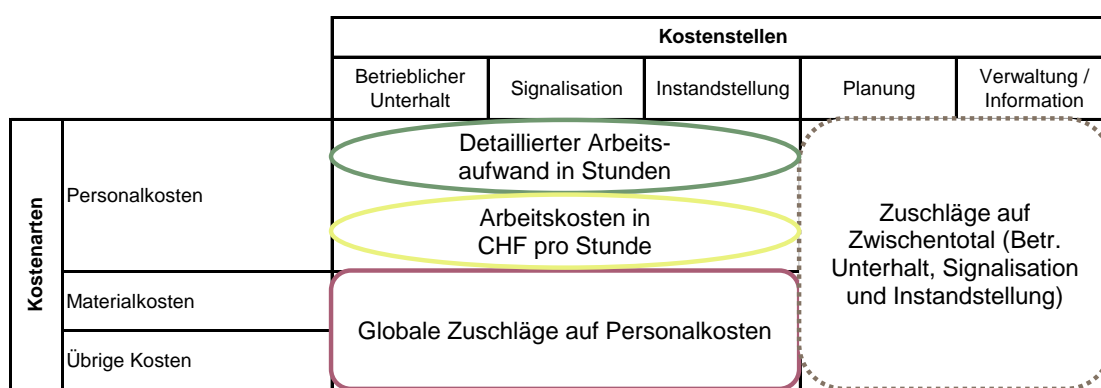 Kostenstellen
Betrieblicher
Unterhalt
Signalisation
Instandstellung
Planung
Verwaltung /
Information
Kostenarten
Personalkosten
Detaillierter Arbeits-
aufwand in Stunden
Arbeitskosten in
CHF pro Stunde
Zuschläge auf
Zwischentotal (Betr.
Unterhalt, Signalisation
und Instandstellung)
Materialkosten
Globale Zuschläge auf Personalkosten
Übrige Kosten